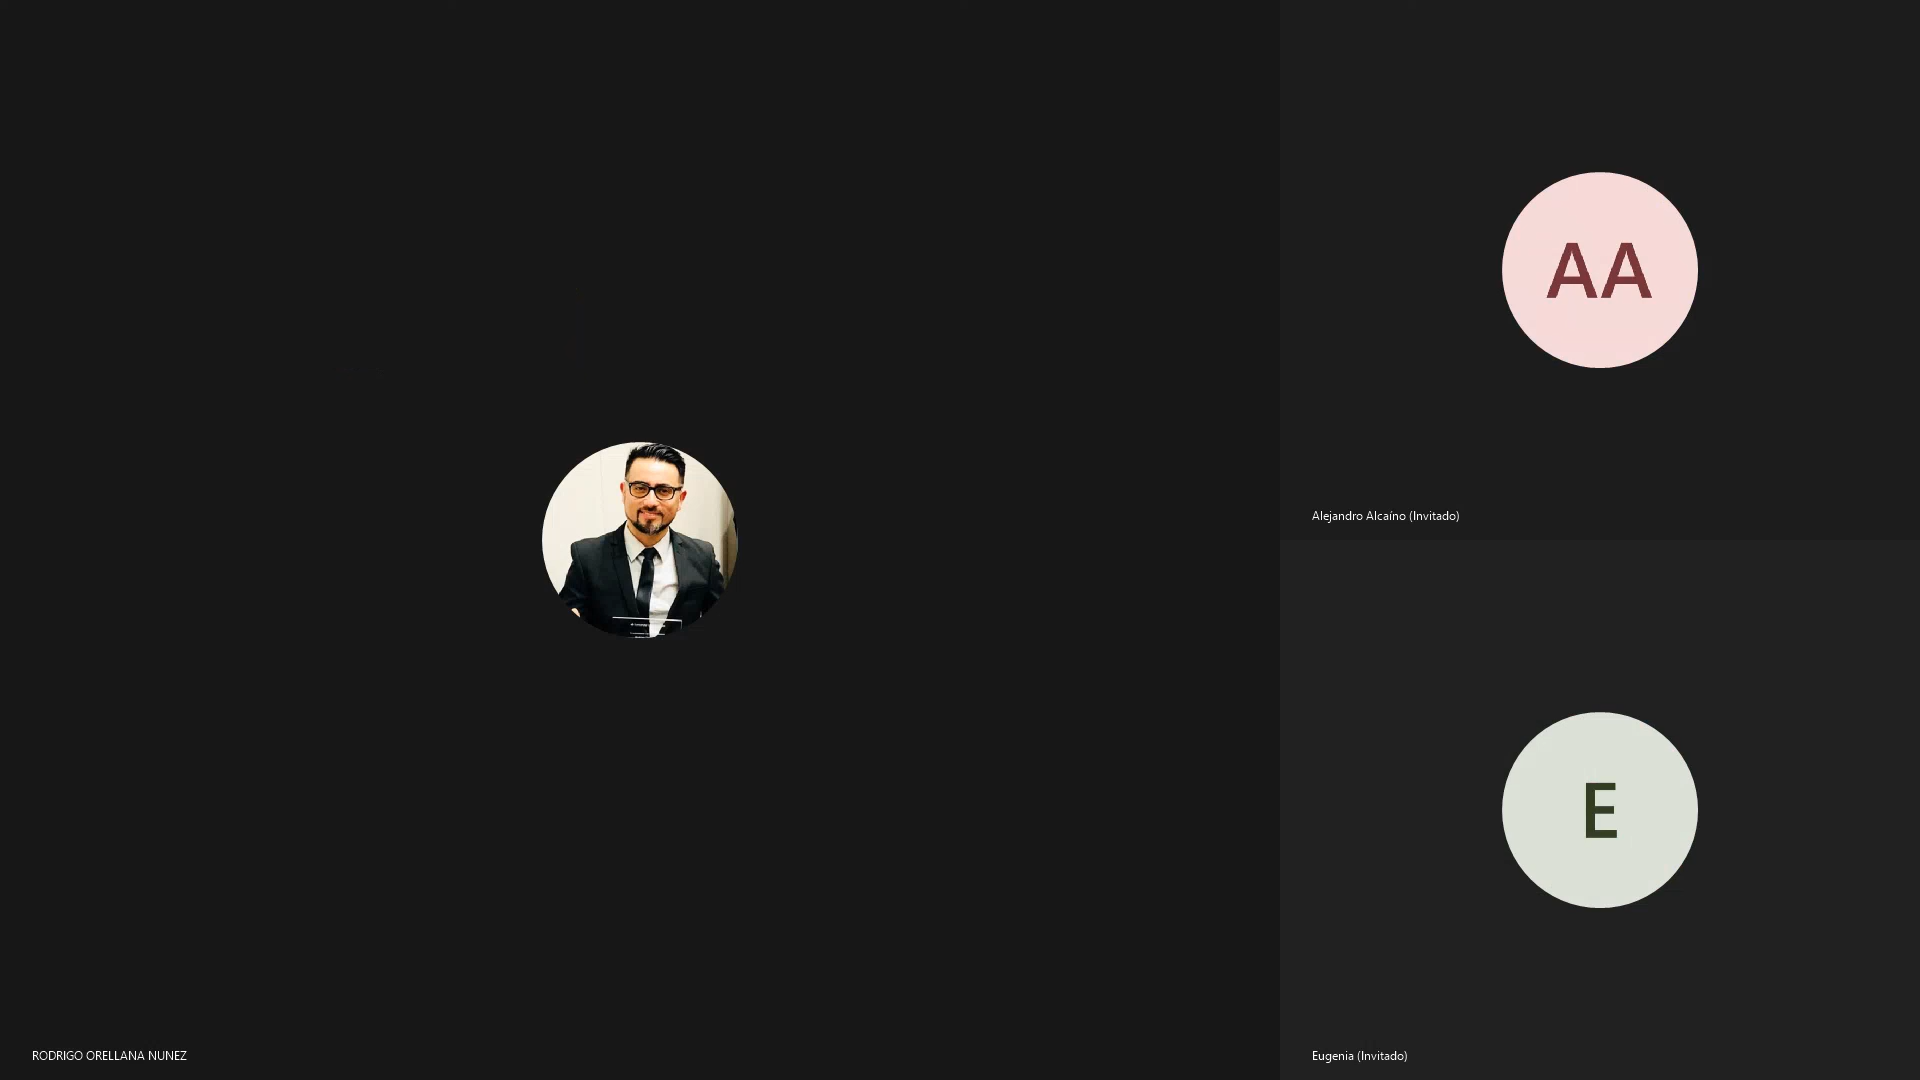 AA
Alejandro Alcaíno (Invitado)
E
RODRIGO ORELLANA NUNEZ
Eugenia (Invitado)